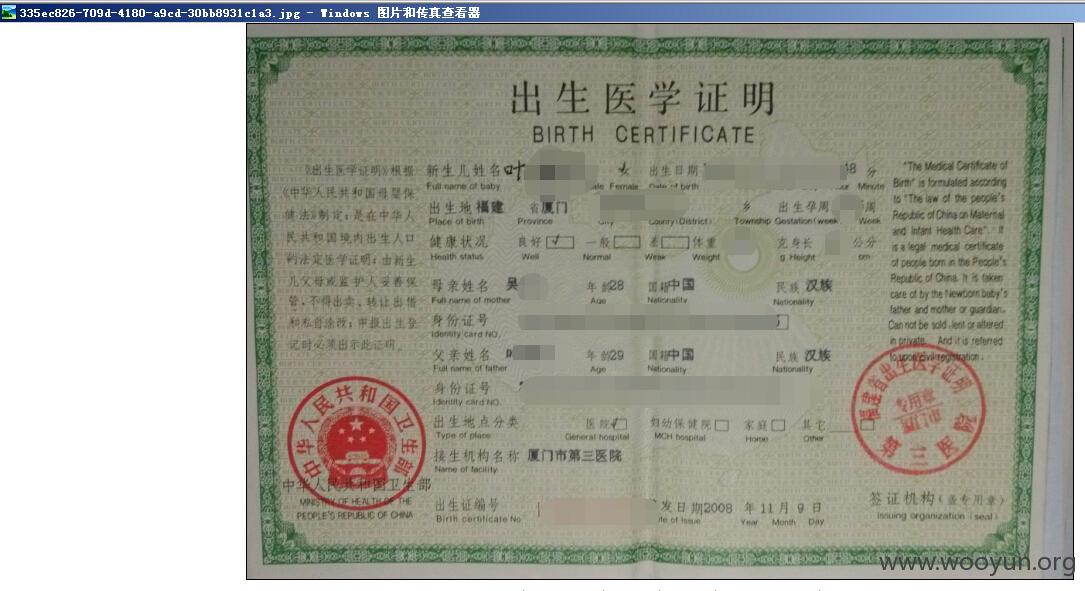 335ec826-709d-4180-a9cd-30bb8931c1a3.jpg - Windows 图片和传真查看器
出生医学证明
BIRTH CERTIFICATE
《出生医学证明》根据
《中华人民共和国母婴保
健法》制定;是在中华人
民共和国境内出生人口
的法定医学证明;由新生
儿父母或监护人妥善保
管,不得出卖、转让出借
和私自涂改;申报出生登
记时必须出示此证明。
新生儿姓名 叶 女 出生日期 48 分
Full name of baby Female Date of birth Minute
出生地 福建 省 厦门 乡 出生孕周 周
Place of birth Province City County(District) Township Gestation(week) Week
健康状况 良好 √ 一般 差 体重 克 身长 公分
Health status Well Normal Weak Weight g Height cm
母亲姓名 吴 年龄 28 国籍 中国 民族 汉族
Full name of mother Age Nationality Nationality
身份证号
Identity card NO.
父亲姓名 年龄 29 国籍 中国 民族 汉族
Full name of father Age Nationality Nationality
身份证号
Identity card NO.
出生地点分类 医院 √ 妇幼保健院 家庭 其它
Type of place General hospital MCH hospital Home Other
接生机构名称 厦门市第三医院
Name of facility
出生证编号 发日期 2008 年 11 月 9 日
Birth certificate No Date of issue Year Month Day
"The Medical Certificate of
Birth" is formulated according
to "The law of the people's
Republic of China on Maternal
and Infant Health Care". It
is a legal medical certificate
of people born in the People's
Republic of China. It is taken
care of by the Newborn baby's
father and mother or guardian.
Can not be sold, lent or altered
in private. And it is referred
to upon civil registration.
中华人民共和国卫生部
中华人民共和国卫生部
MINISTRY OF HEALTH OF THE
PEOPLE'S REPUBLIC OF CHINA
福建省出生医学证明
专用章
第三医院
签证机构(盖专用章)
Issuing organization (seal)
www.wooyun.org